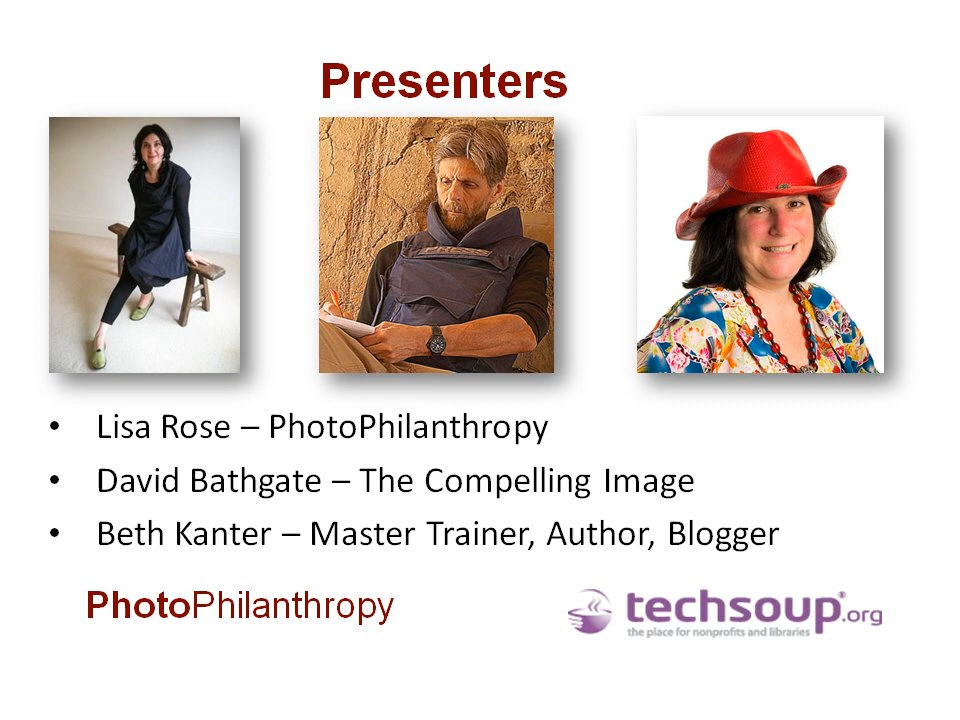 Presenters
• Lisa Rose – PhotoPhilanthropy
• David Bathgate – The Compelling Image
• Beth Kanter – Master Trainer, Author, Blogger
PhotoPhilanthropy
techsoup®.org
the place for nonprofits and libraries